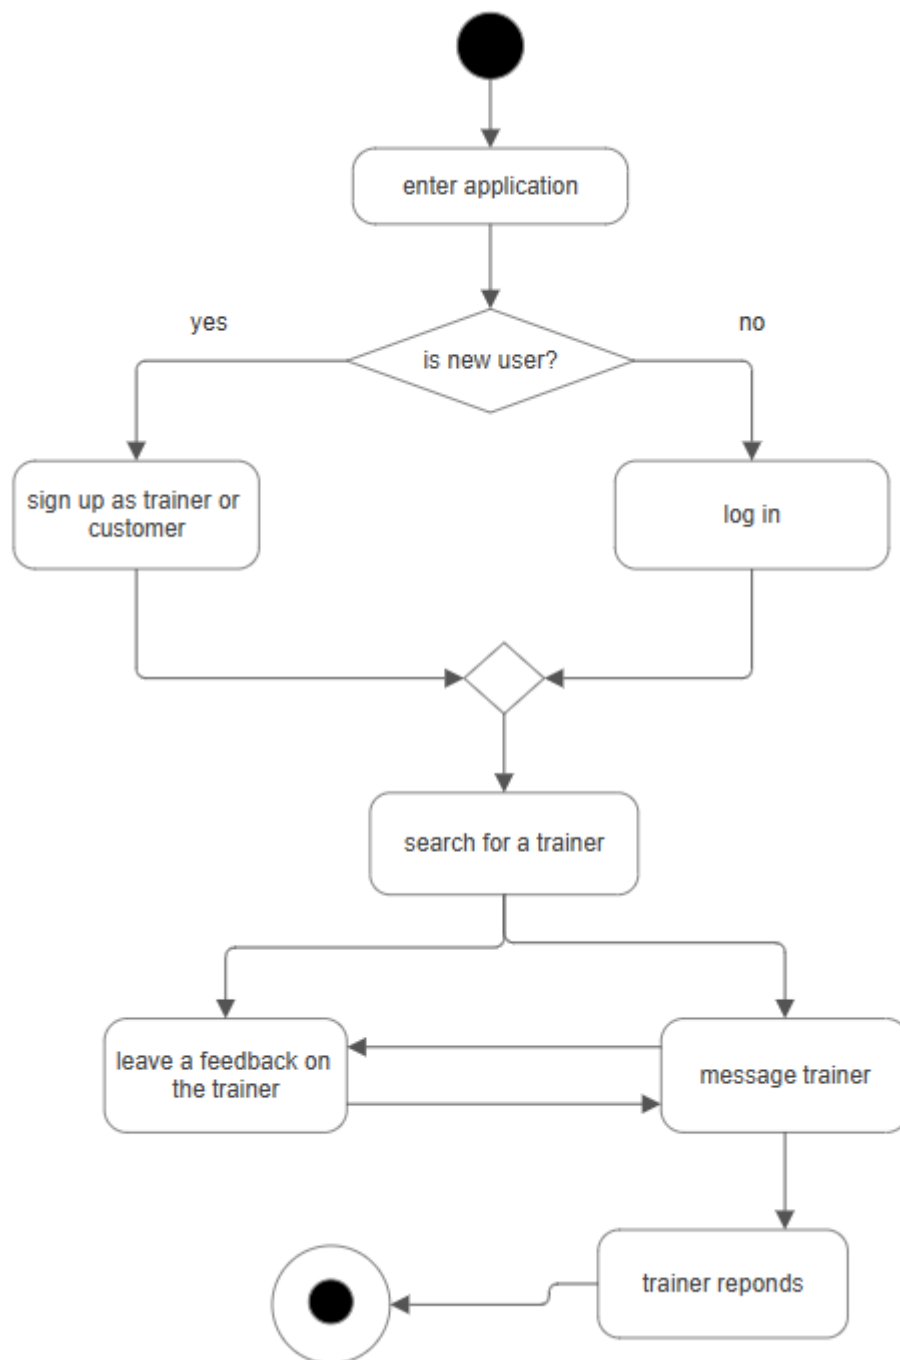 enter application
yes
no
is new user?
sign up as trainer or
customer
log in
search for a trainer
leave a feedback on
the trainer
message trainer
trainer reponds